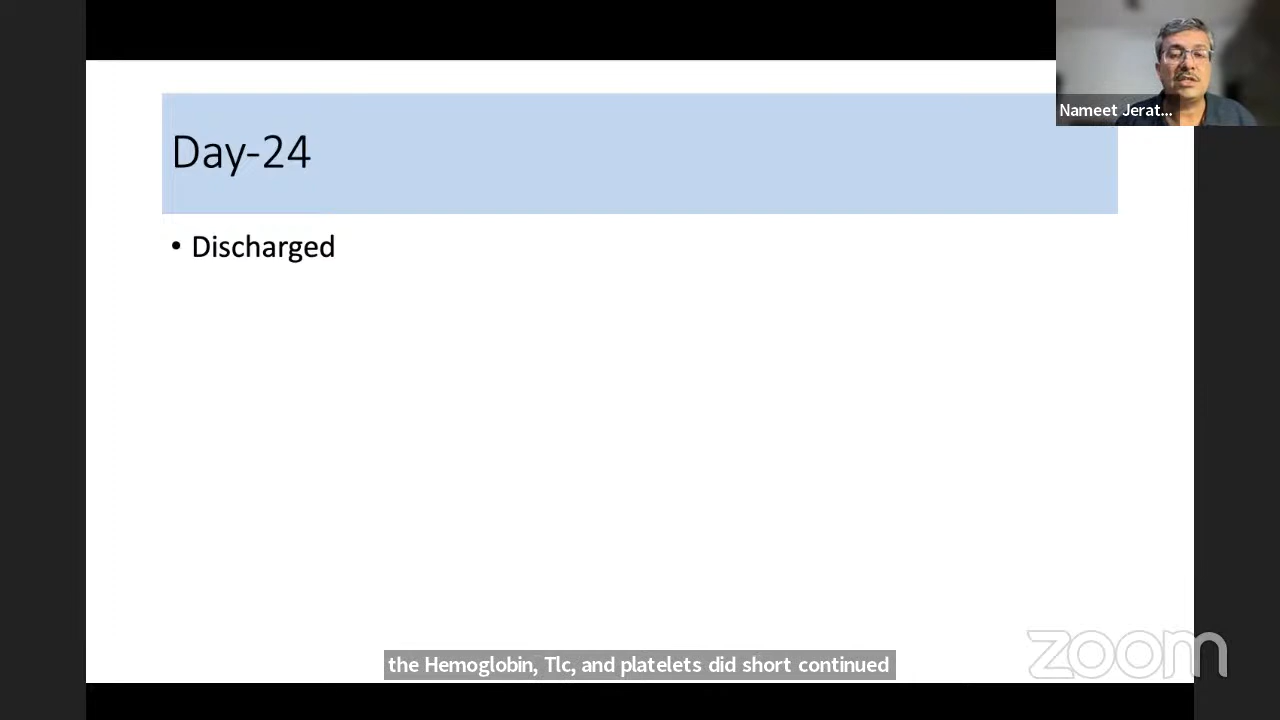 Nameet Jerat...
Day-24
• Discharged
the Hemoglobin, Tlc, and platelets did short continued
zoom